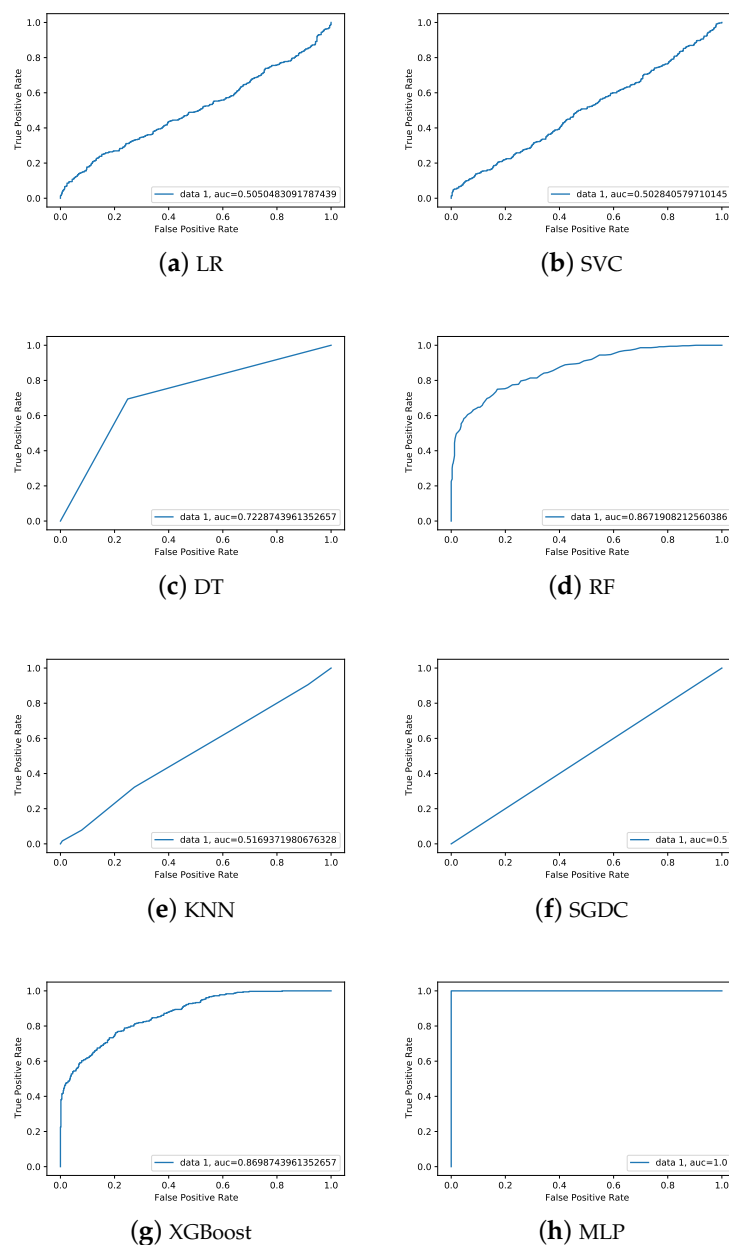 1.0
0.8
0.6
0.4
0.2
0.0
True Positive Rate
data 1, auc=0.5050483091787439
0.0 0.2 0.4 0.6 0.8 1.0
False Positive Rate
(a) LR
1.0
0.8
0.6
0.4
0.2
0.0
True Positive Rate
data 1, auc=0.502840579710145
0.0 0.2 0.4 0.6 0.8 1.0
False Positive Rate
(b) SVC
1.0
0.8
0.6
0.4
0.2
0.0
True Positive Rate
data 1, auc=0.7228743961352657
0.0 0.2 0.4 0.6 0.8 1.0
False Positive Rate
(c) DT
1.0
0.8
0.6
0.4
0.2
0.0
True Positive Rate
data 1, auc=0.8671908212560386
0.0 0.2 0.4 0.6 0.8 1.0
False Positive Rate
(d) RF
1.0
0.8
0.6
0.4
0.2
0.0
True Positive Rate
data 1, auc=0.5169371980676328
0.0 0.2 0.4 0.6 0.8 1.0
False Positive Rate
(e) KNN
1.0
0.8
0.6
0.4
0.2
0.0
True Positive Rate
data 1, auc=0.5
0.0 0.2 0.4 0.6 0.8 1.0
False Positive Rate
(f) SGDC
1.0
0.8
0.6
0.4
0.2
0.0
True Positive Rate
data 1, auc=0.8698743961352657
0.0 0.2 0.4 0.6 0.8 1.0
False Positive Rate
(g) XGBoost
1.0
0.8
0.6
0.4
0.2
0.0
True Positive Rate
data 1, auc=1.0
0.0 0.2 0.4 0.6 0.8 1.0
False Positive Rate
(h) MLP